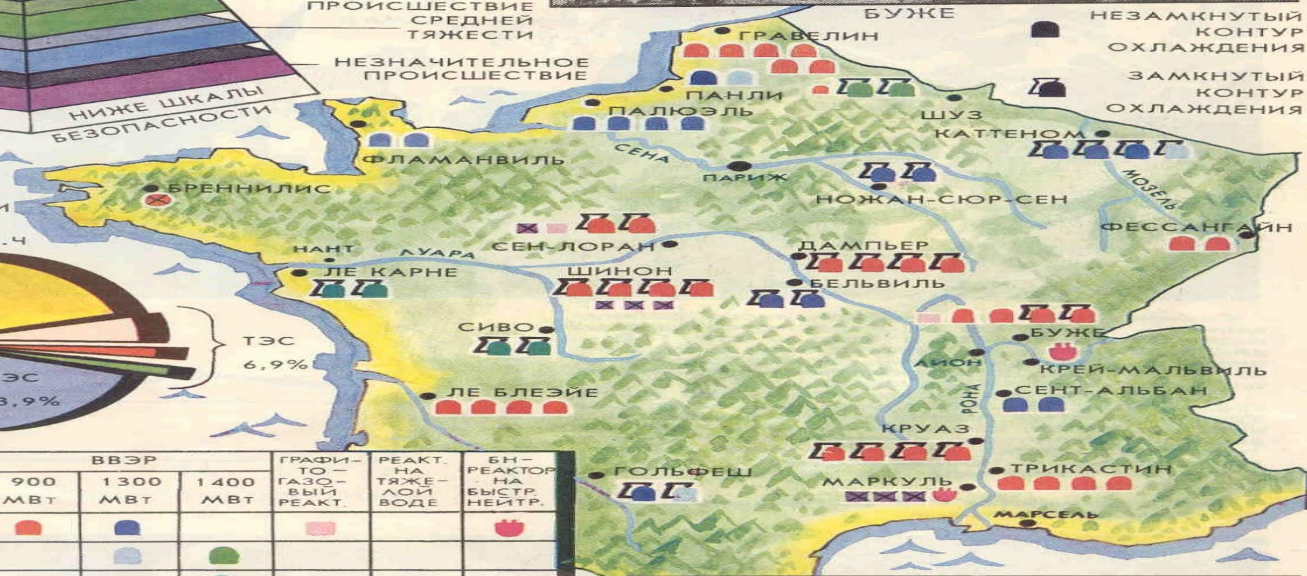 ПРОИСШЕСТВИЕ
СРЕДНЕЙ
ТЯЖЕСТИ
НЕЗНАЧИТЕЛЬНОЕ
ПРОИСШЕСТВИЕ
НИЖЕ ШКАЛЫ
БЕЗОПАСНОСТИ
БУЖЕ
НЕЗАМКНУТЫЙ
КОНТУР
ОХЛАЖДЕНИЯ
ЗАМКНУТЫЙ
КОНТУР
ОХЛАЖДЕНИЯ
ГРАВЕЛИН
ПАНЛИ
ПАЛЮЭЛЬ
ШУЗ
КАТТЕНОМ
ФЛАМАНВИЛЬ
СЕНА
ПАРИЖ
МОЗЕЛЬ
БРЕННИЛИС
НОЖАН-СЮР-СЕН
ФЕССАНГАЙН
СЕН-ЛОРАН
НАНТ
ЛУАРА
ДАМПЬЕР
ЛЕ КАРНЕ
ШИНОН
БЕЛЬВИЛЬ
СИВО
БУЖЕ
ЛИОН
КРЕЙ-МАЛЬВИЛЬ
ЛЕ БЛЕЭЙЕ
РОНА
СЕНТ-АЛЬБАН
КРУАЗ
ГОЛЬФЕШ
МАРКУЛЬ
ТРИКАСТИН
МАРСЕЛЬ
.Ч
ТЭС
6,9%
ЭС
3,9%
ВВЭР
900
МВт
1300
МВт
1400
МВт
ГРАФИ-
ТО-
ГАЗО-
ВЫЙ
РЕАКТ.
РЕАКТ.
НА
ТЯЖЕ-
ЛОЙ
ВОДЕ
БН-
РЕАКТОР
НА
БЫСТР.
НЕЙТР.